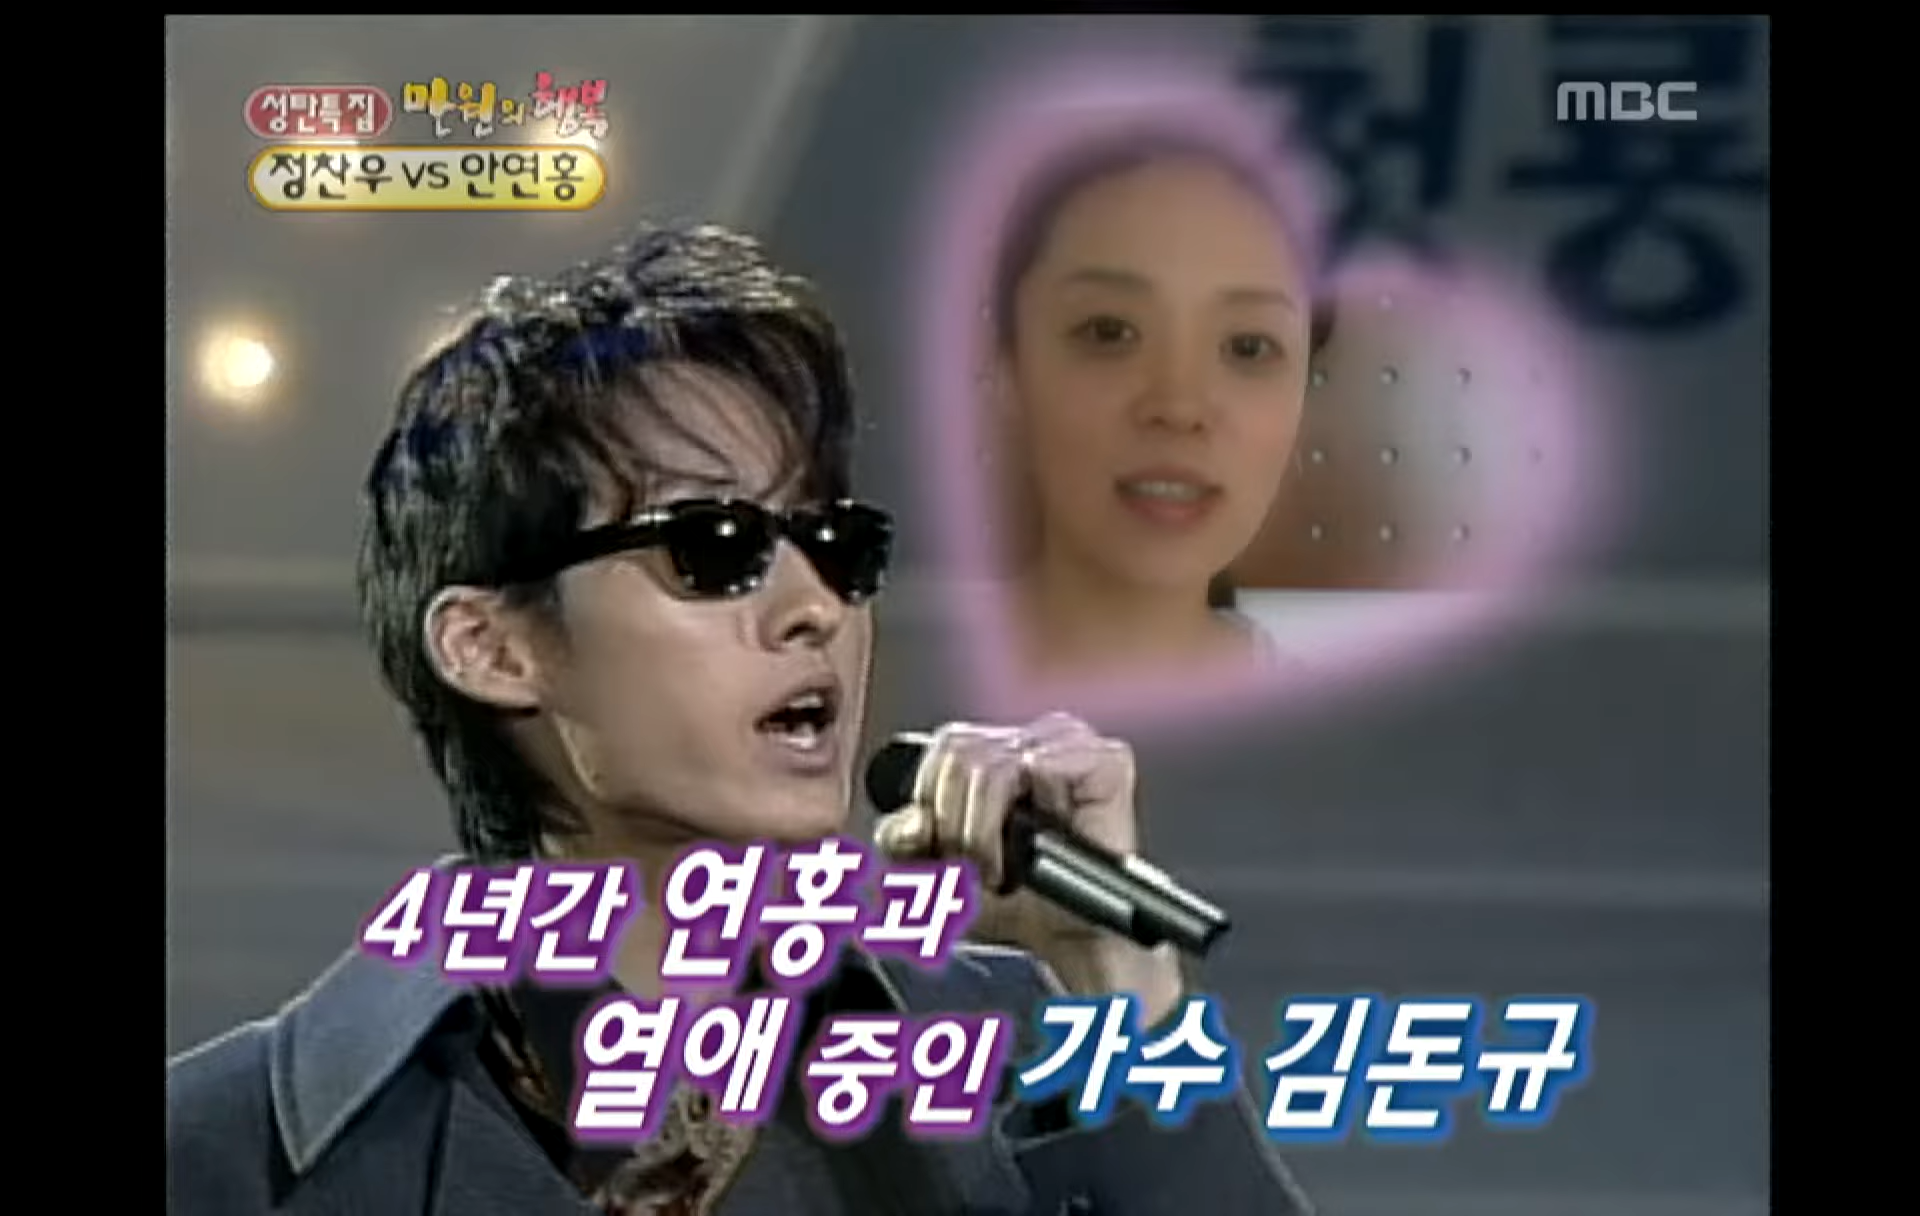 성탄특집 만원의 행복
MBC
정찬우 vs 안연홍
4년간 연홍과
열애 중인 가수 김돈규